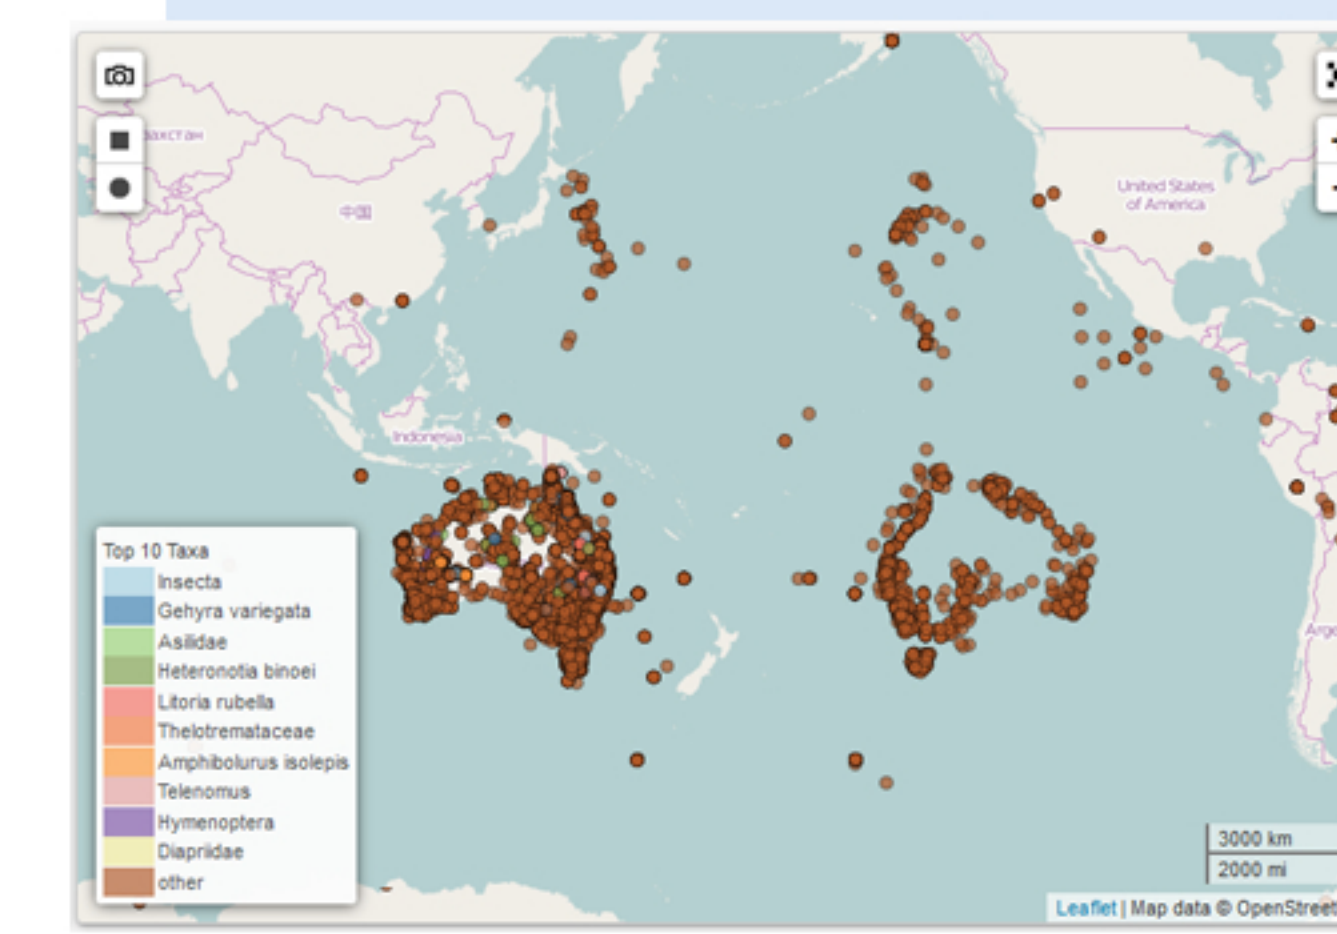 中国
United States
of America
Indonesia
Top 10 Taxa
Insecta
Gehyra variegata
Asilidae
Heteronotia binoei
Litoria rubella
Thelotremataceae
Amphibolurus isolepis
Telenomus
Hymenoptera
Diapriidae
other
3000 km
2000 mi
Leaflet | Map data © OpenStreet